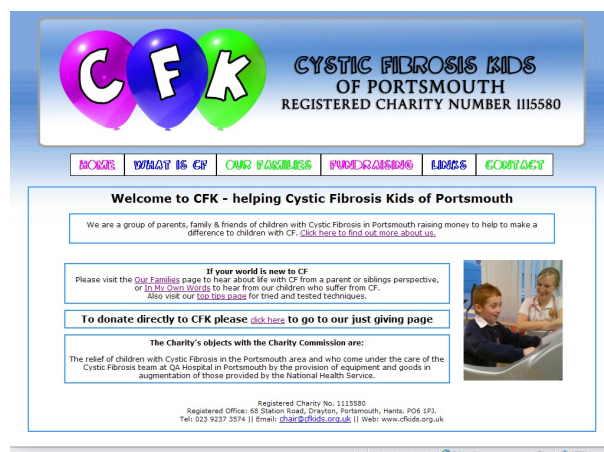 CFK
CYSTIC FIBROSIS KIDS
OF PORTSMOUTH
REGISTERED CHARITY NUMBER 1115580
HOME WHAT IS CF OUR FAMILIES FUNDRAISING LINKS CONTACT
Welcome to CFK - helping Cystic Fibrosis Kids of Portsmouth
We are a group of parents, family & friends of children with Cystic Fibrosis in Portsmouth raising money to help to make a
difference to children with CF. Click here to find out more about us.
If your world is new to CF
Please visit the Our Families page to hear about life with CF from a parent or siblings perspective,
or In My Own Words to hear from our children who suffer from CF.
Also visit our top tips page for tried and tested techniques.
To donate directly to CFK please click here to go to our just giving page
The Charity's objects with the Charity Commission are:
The relief of children with Cystic Fibrosis in the Portsmouth area and who come under the care of the
Cystic Fibrosis team at QA Hospital in Portsmouth by the provision of equipment and goods in
augmentation of those provided by the National Health Service.
Registered Charity No. 1115580
Registered Office: 68 Station Road, Drayton, Portsmouth, Hants. PO6 1PJ.
Tel: 023 9237 3574 || Email: chair@cfkids.org.uk || Web: www.cfkids.org.uk